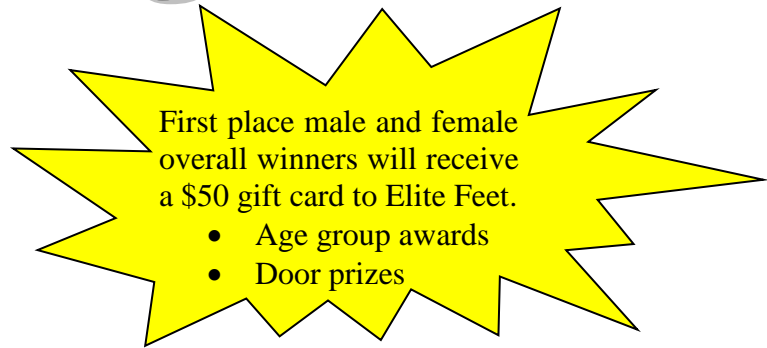 First place male and female
overall winners will receive
a $50 gift card to Elite Feet.
• Age group awards
• Door prizes